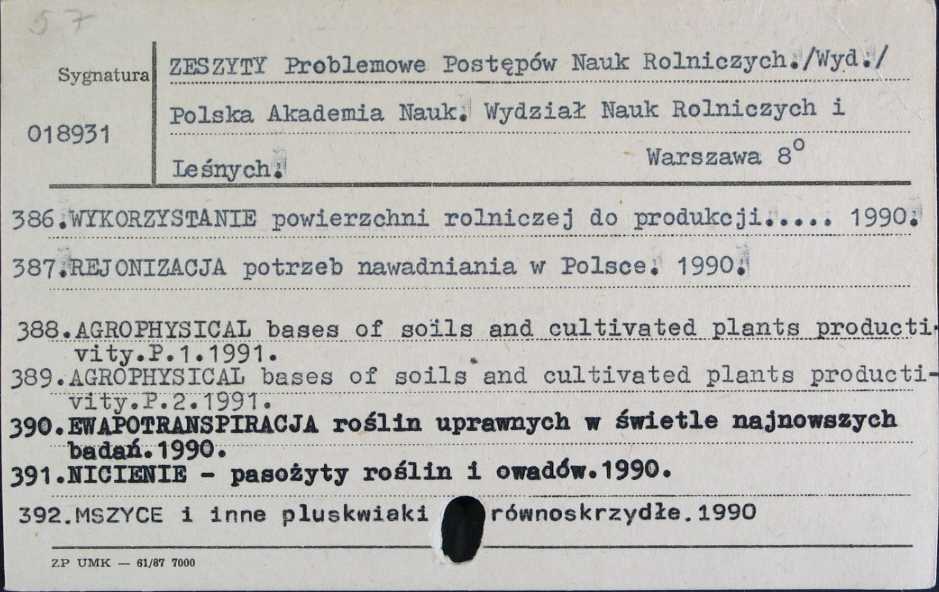 57
ZESZYTY Problemowe Postępów Nauk Rolniczych./Wyd./
Sygnatura
Polska Akademia Nauk. Wydział Nauk Rolniczych i
018931
Leśnych. Warszawa 8º
386.WYKORZYSTANIE powierzchni rolniczej do produkcji..... 1990.
387.REJONIZACJA potrzeb nawadniania w Polsce. 1990.
388.AGROPHYSICAL bases of soils and cultivated plants producti-
vity.P.1.1991.
389.AGROPHYSICAL bases of soils and cultivated plants producti-
vity.P.2.1991.
390.EWAPOTRANSPIRACJA roślin uprawnych w świetle najnowszych
badań.1990.
391.NICIENIE - pasożyty roślin i owadów.1990.
392.MSZYCE i inne pluskwiaki równoskrzydłe.1990
ZP UMK — 61/87 7000